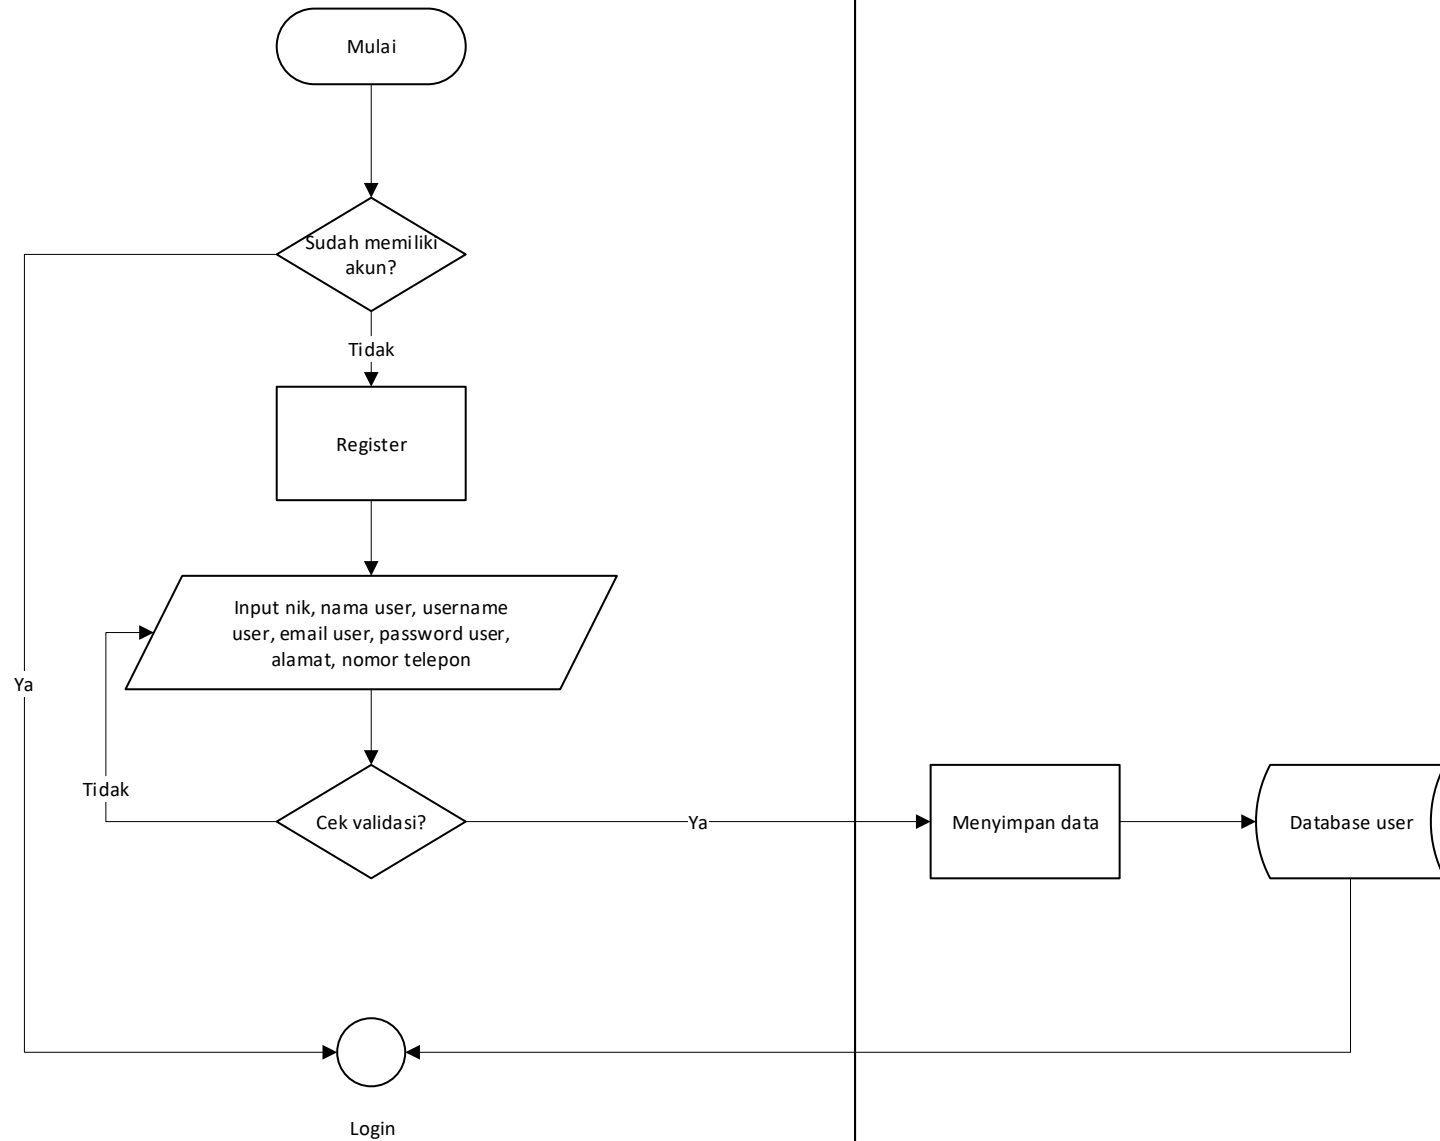 Mulai
Sudah memiliki
akun?
Tidak
Register
Input nik, nama user, username
user, email user, password user,
alamat, nomor telepon
Ya
Tidak
Cek validasi?
Ya
Menyimpan data
Database user
Login